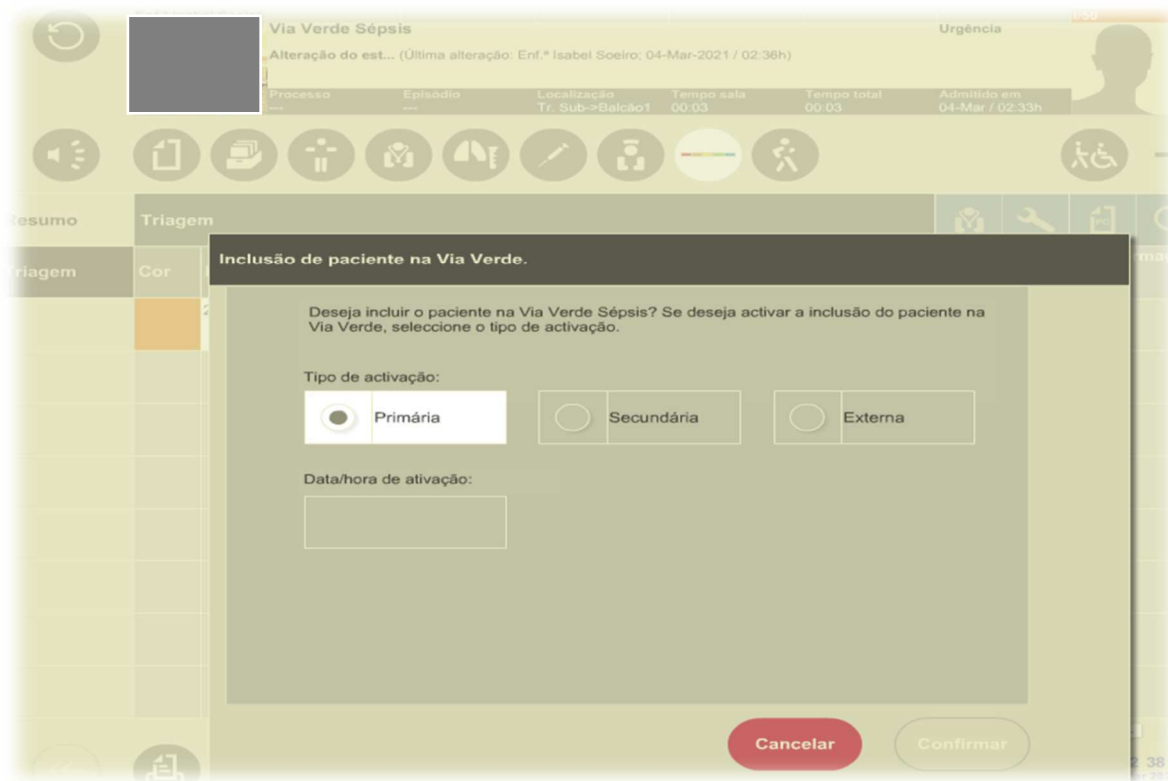 Via Verde Sépsis
Urgência
Alteração do est... (Última alteração: Enf.ª Isabel Soeiro; 04-Mar-2021 / 02:36h)
Processo Episódio Localização Tempo sala Tempo total Admitido em
--- --- Tr. Sub->Balcão1 00:03 00:03 04-Mar / 02:33h
Resumo Triagem
Triagem Cor
Inclusão de paciente na Via Verde.
Deseja incluir o paciente na Via Verde Sépsis? Se deseja activar a inclusão do paciente na
Via Verde, seleccione o tipo de activação.
Tipo de activação:
Primária Secundária Externa
Data/hora de ativação:
Cancelar Confirmar